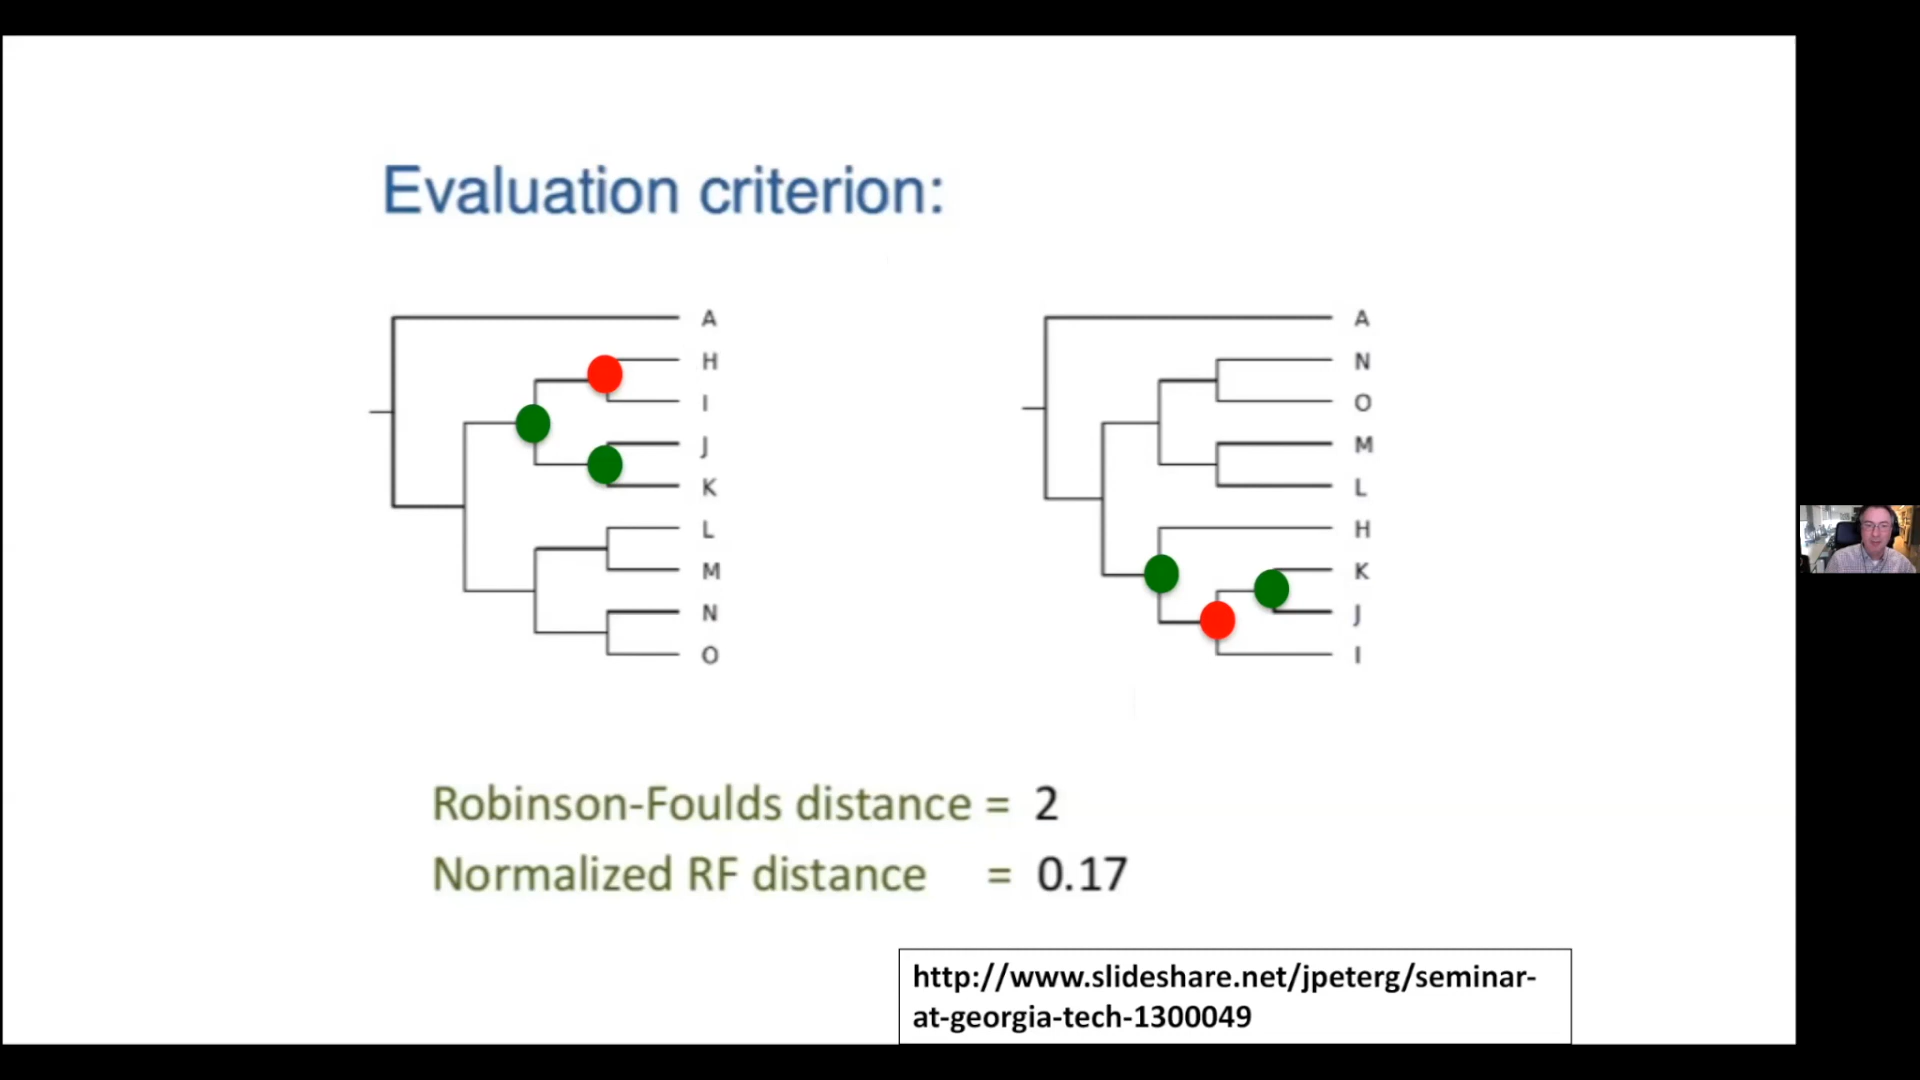 Evaluation criterion:
A
H
I
J
K
L
M
N
O
A
N
O
M
L
H
K
J
I
Robinson-Foulds distance = 2
Normalized RF distance = 0.17
http://www.slideshare.net/jpeterg/seminar-
at-georgia-tech-1300049